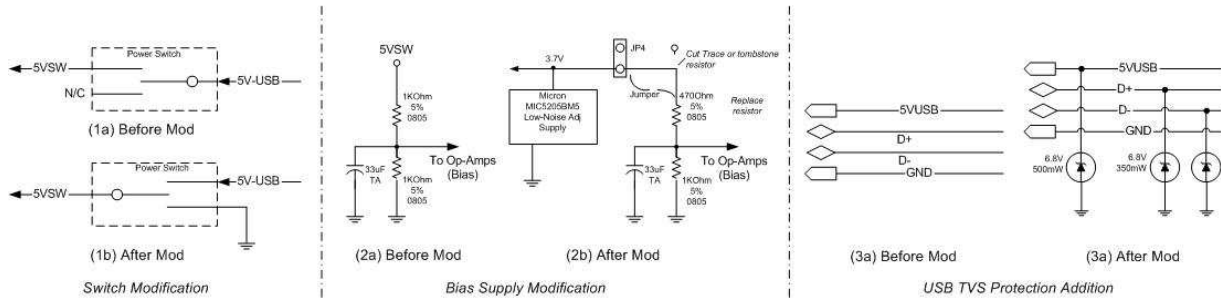 Power Switch
5VSW
5V-USB
N/C
(1a) Before Mod
Power Switch
5VSW
5V-USB
(1b) After Mod
Switch Modification
5VSW
1KOhm
5%
0805
To Op-Amps
(Bias)
33uF
TA
1KOhm
5%
0805
(2a) Before Mod
JP4
Cut Trace or tombstone
resistor
3.7V
Jumper
Micron
MIC5205BM5
Low-Noise Adj
Supply
470Ohm
5%
0805
Replace
resistor
To Op-Amps
(Bias)
33uF
TA
1KOhm
5%
0805
(2b) After Mod
Bias Supply Modification
5VUSB
D+
D-
GND
(3a) Before Mod
5VUSB
D+
D-
GND
6.8V
500mW
6.8V
350mW
(3a) After Mod
USB TVS Protection Addition